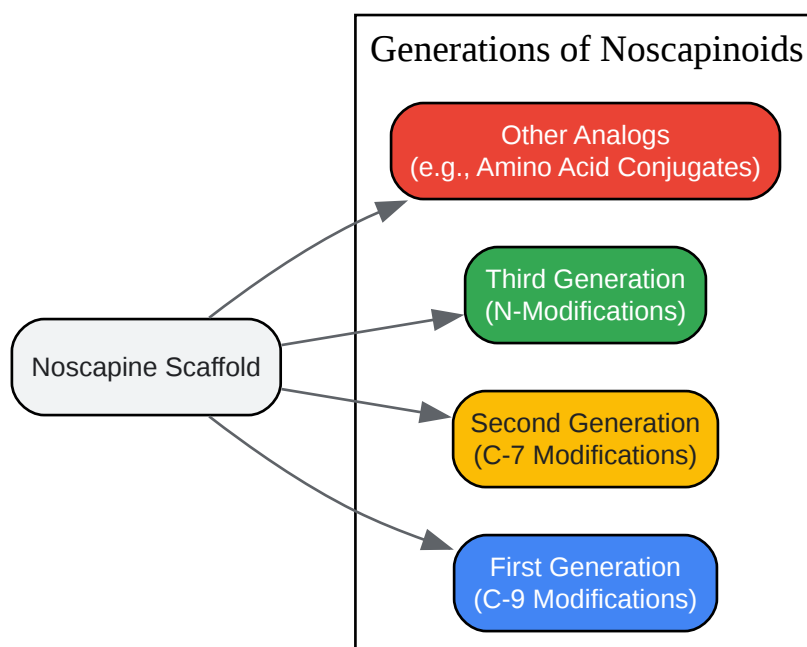 Generations of Noscapinoids
Other Analogs
(e.g., Amino Acid Conjugates)
Third Generation
(N-Modifications)
Noscapine Scaffold
Second Generation
(C-7 Modifications)
First Generation
(C-9 Modifications)